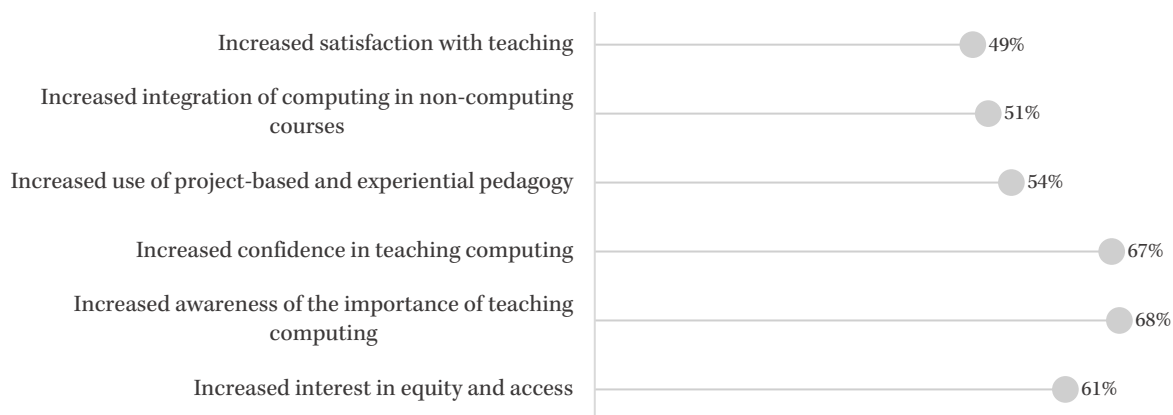 Increased satisfaction with teaching
49%
Increased integration of computing in non-computing
courses
51%
Increased use of project-based and experiential pedagogy
54%
Increased confidence in teaching computing
67%
Increased awareness of the importance of teaching
computing
68%
Increased interest in equity and access
61%